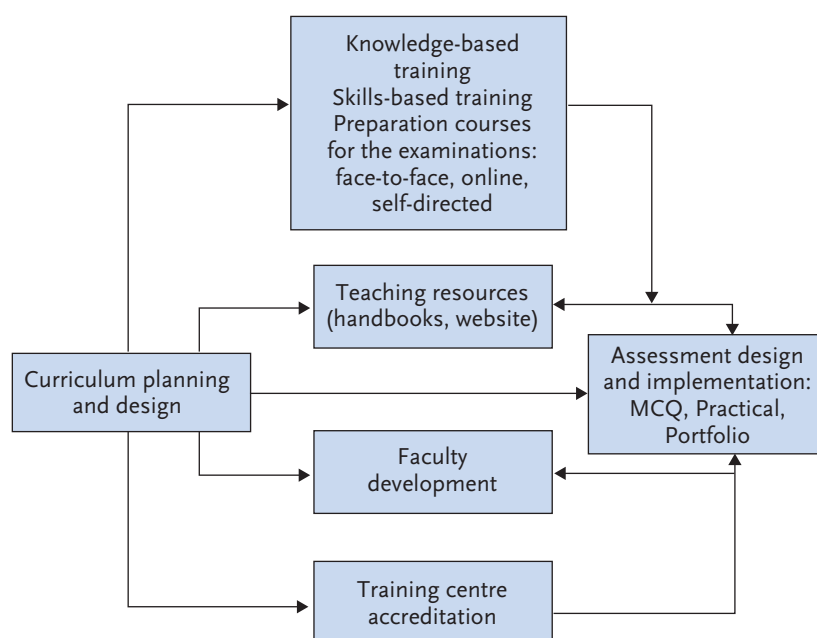 Knowledge-based
training
Skills-based training
Preparation courses
for the examinations:
face-to-face, online,
self-directed
Teaching resources
(handbooks, website)
Curriculum planning
and design
Assessment design
and implementation:
MCQ, Practical,
Portfolio
Faculty
development
Training centre
accreditation